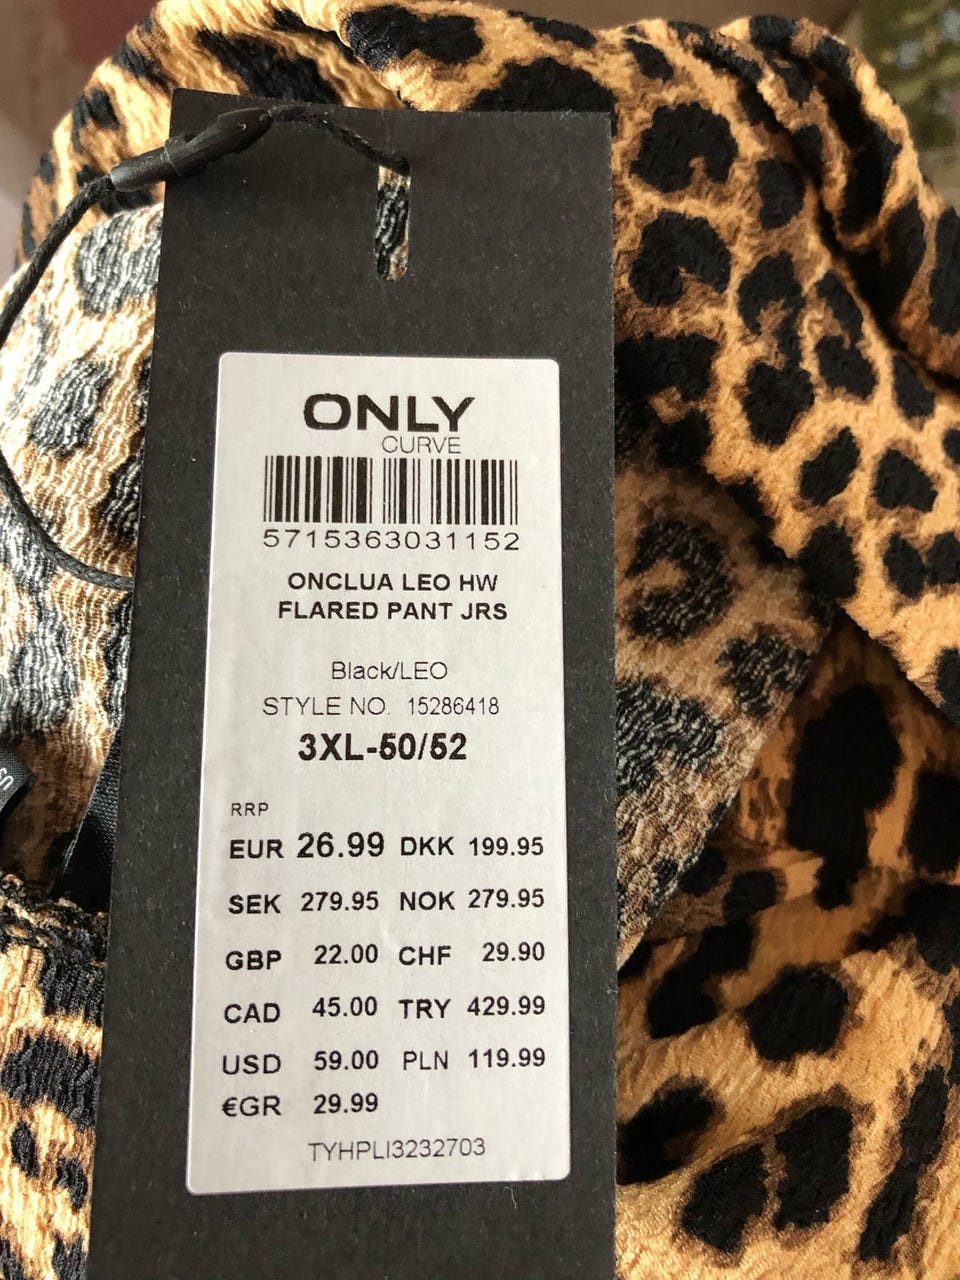 ONLY
CURVE
5715363031152
ONCLUA LEO HW
FLARED PANT JRS
Black/LEO
STYLE NO. 15286418
3XL-50/52
RRP
EUR 26.99 DKK 199.95
SEK 279.95 NOK 279.95
GBP 22.00 CHF 29.90
CAD 45.00 TRY 429.99
USD 59.00 PLN 119.99
€GR 29.99
TYHPLI3232703